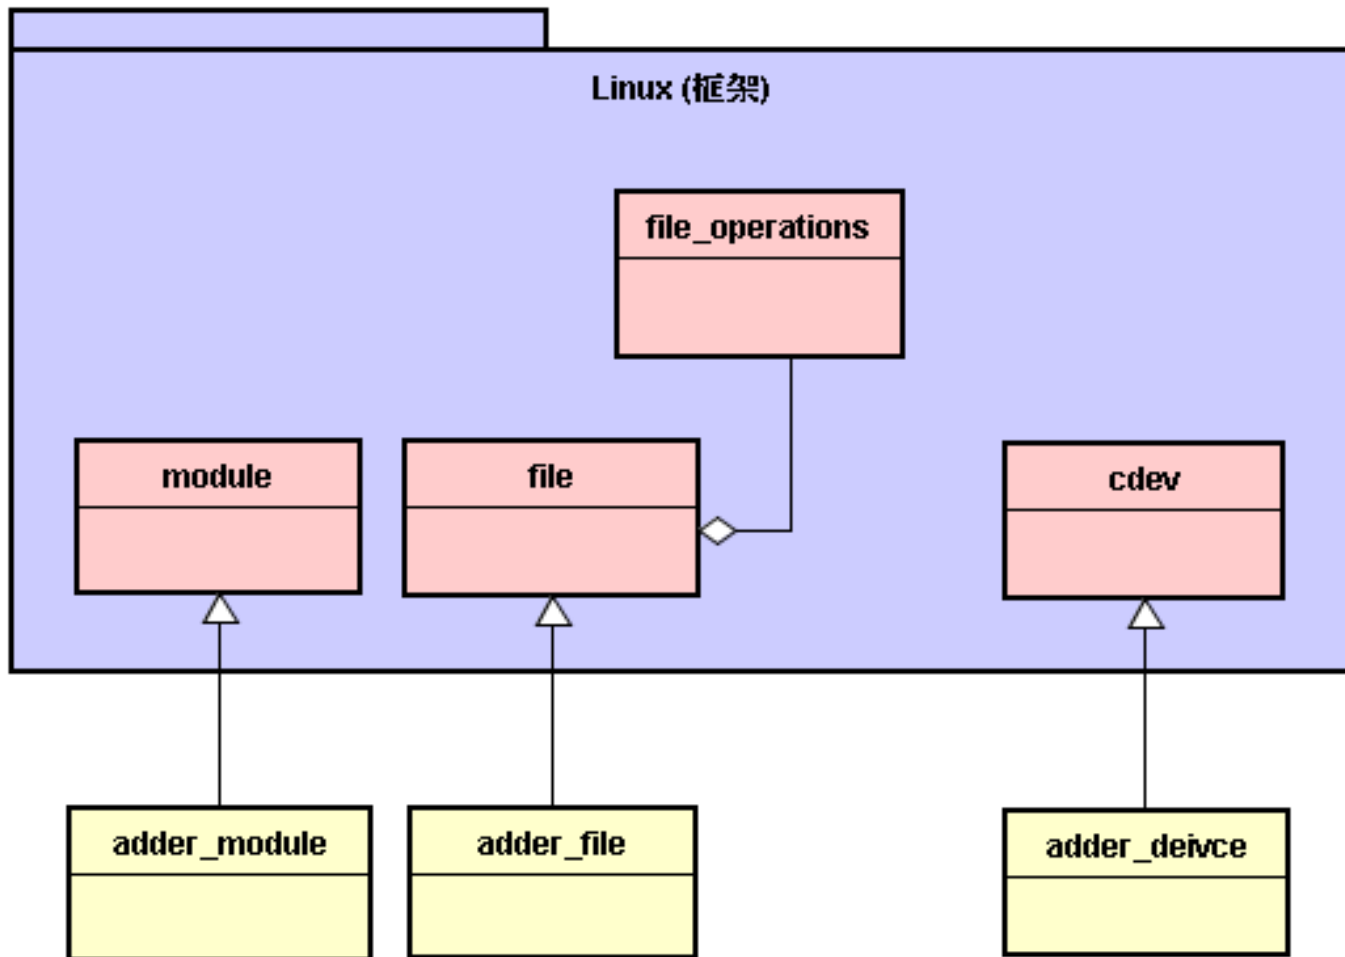 Linux (框架)
file_operations
module
file
cdev
adder_module
adder_file
adder_deivce